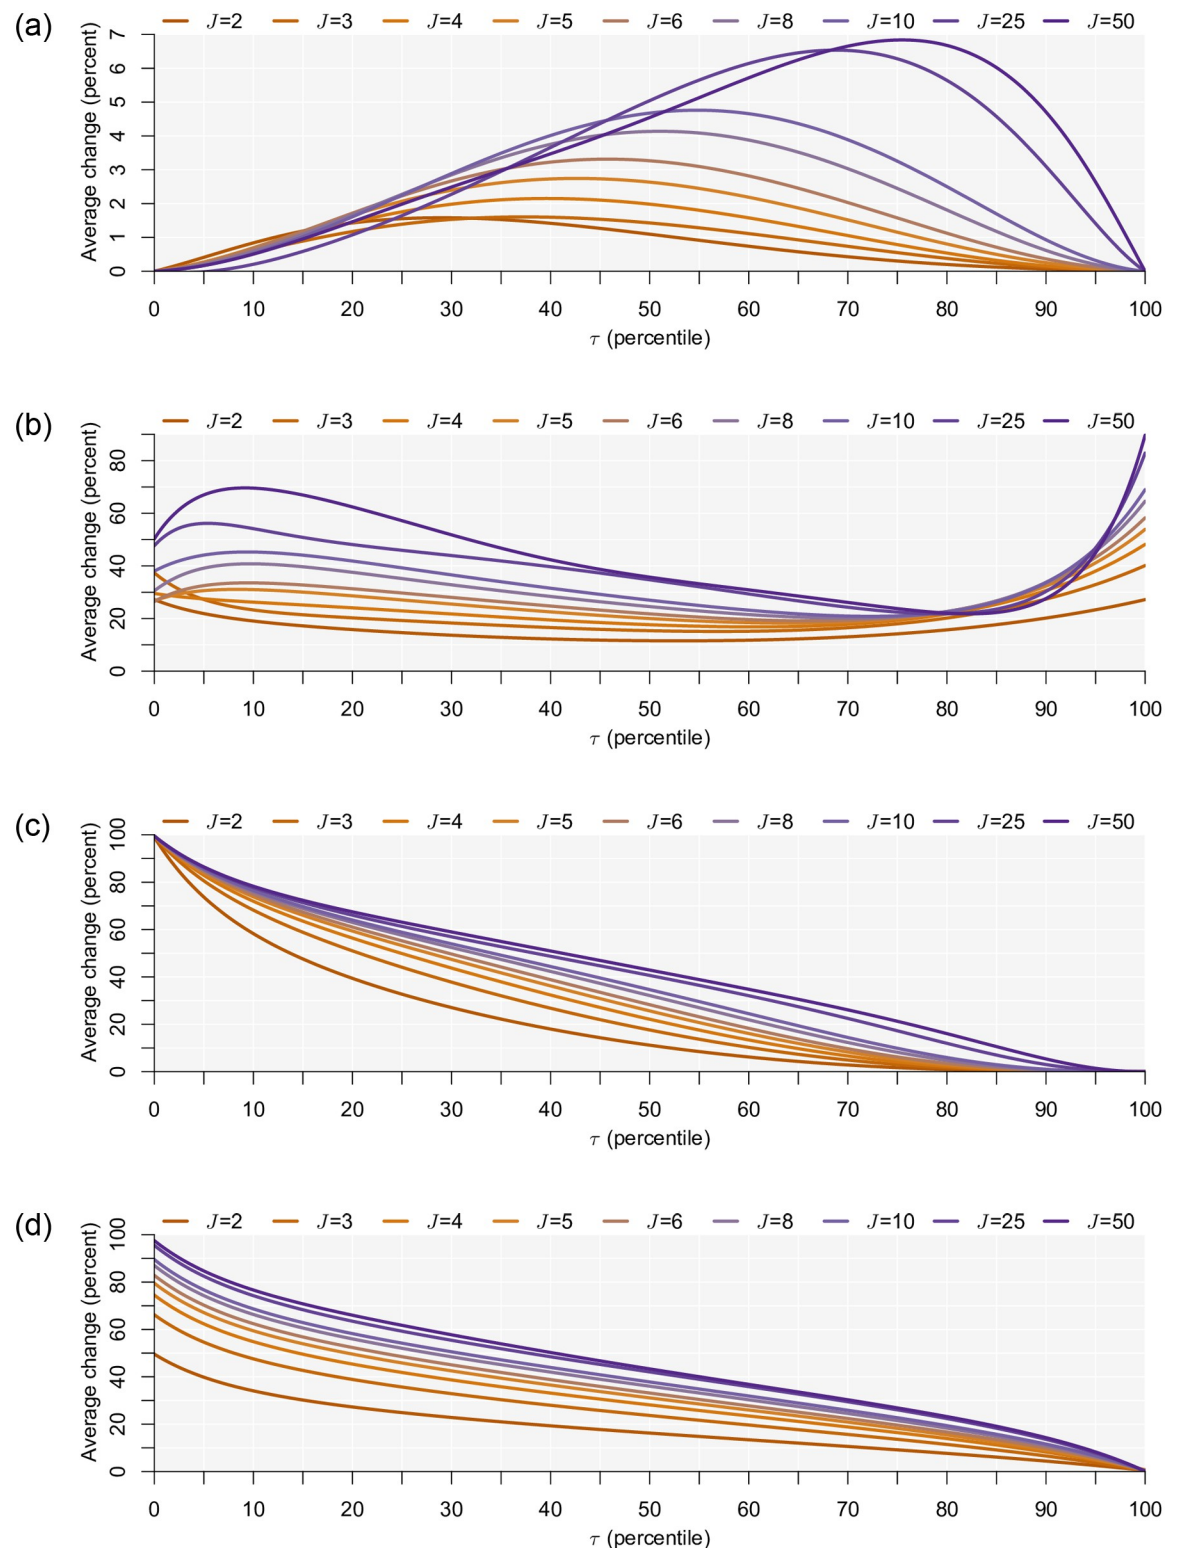 (a)
J=2 J=3 J=4 J=5 J=6 J=8 J=10 J=25 J=50
Average change (percent)
7
6
5
4
3
2
1
0
0 10 20 30 40 50 60 70 80 90 100
τ (percentile)
(b)
J=2 J=3 J=4 J=5 J=6 J=8 J=10 J=25 J=50
Average change (percent)
80
60
40
20
0
0 10 20 30 40 50 60 70 80 90 100
τ (percentile)
(c)
J=2 J=3 J=4 J=5 J=6 J=8 J=10 J=25 J=50
Average change (percent)
100
80
60
40
20
0
0 10 20 30 40 50 60 70 80 90 100
τ (percentile)
(d)
J=2 J=3 J=4 J=5 J=6 J=8 J=10 J=25 J=50
Average change (percent)
100
80
60
40
20
0
0 10 20 30 40 50 60 70 80 90 100
τ (percentile)